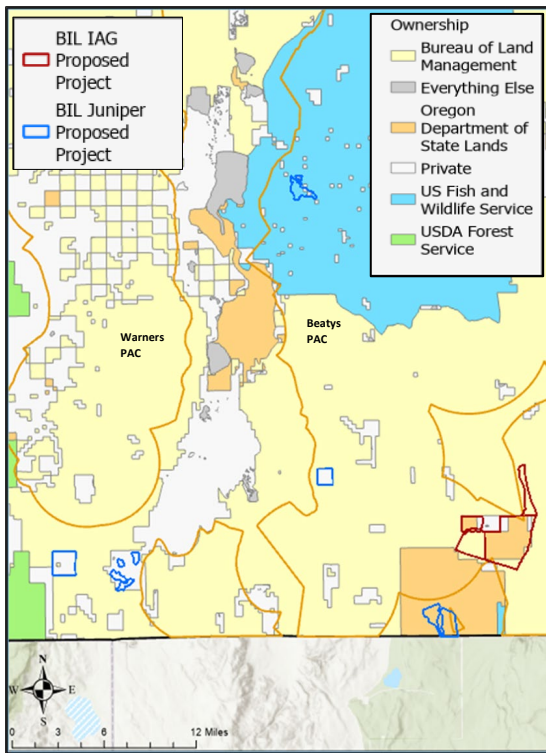 BIL IAG
Proposed
Project
BIL Juniper
Proposed
Project
Ownership
Bureau of Land
Management
Everything Else
Oregon
Department of
State Lands
Private
US Fish and
Wildlife Service
USDA Forest
Service
Warners
PAC
Beatys
PAC
N
W E
S
0 3 6 12 Miles